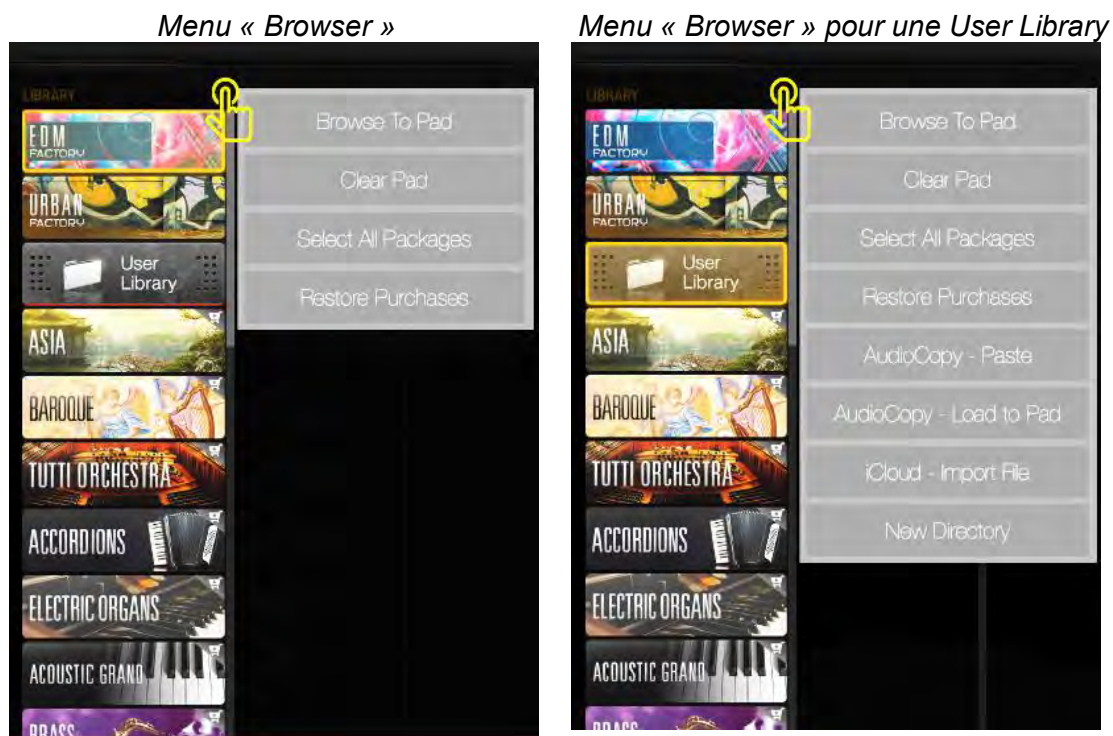 Menu « Browser »
LIBRARY
EDM
FACTORY
URBAN
FACTORY
User
Library
ASIA
BAROQUE
TUTTI ORCHESTRA
ACCORDIONS
ELECTRIC ORGANS
ACOUSTIC GRAND
BRASS
Browse To Pad
Clear Pad
Select All Packages
Restore Purchases
Menu « Browser » pour une User Library
LIBRARY
EDM
FACTORY
URBAN
FACTORY
User
Library
ASIA
BAROQUE
TUTTI ORCHESTRA
ACCORDIONS
ELECTRIC ORGANS
ACOUSTIC GRAND
BRASS
Browse To Pad
Clear Pad
Select All Packages
Restore Purchases
AudioCopy - Paste
AudioCopy - Load to Pad
iCloud - Import File
New Directory